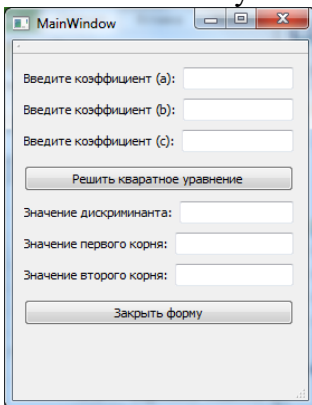 MainWindow
Введите коэффициент (a):
Введите коэффициент (b):
Введите коэффициент (c):
Решить кваратное уравнение
Значение дискриминанта:
Значение первого корня:
Значение второго корня:
Закрыть форму